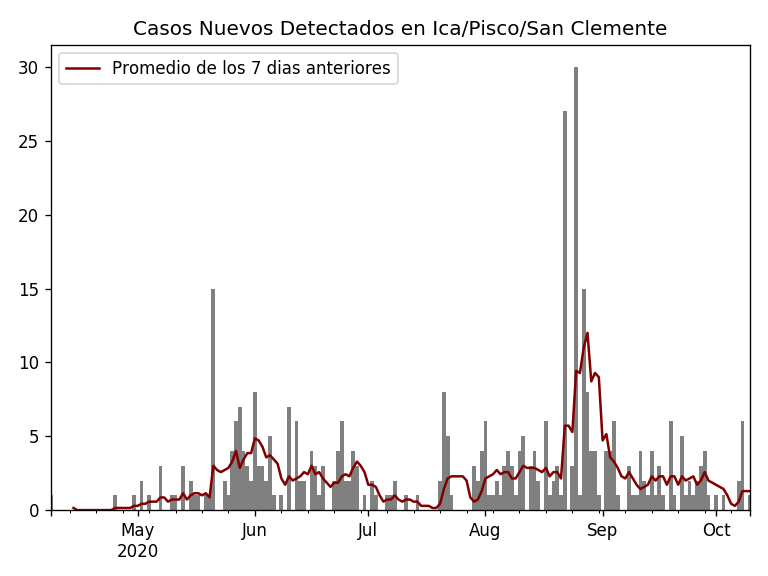 Casos Nuevos Detectados en Ica/Pisco/San Clemente
Promedio de los 7 dias anteriores
30
25
20
15
10
5
0
May Jun Jul Aug Sep Oct
2020